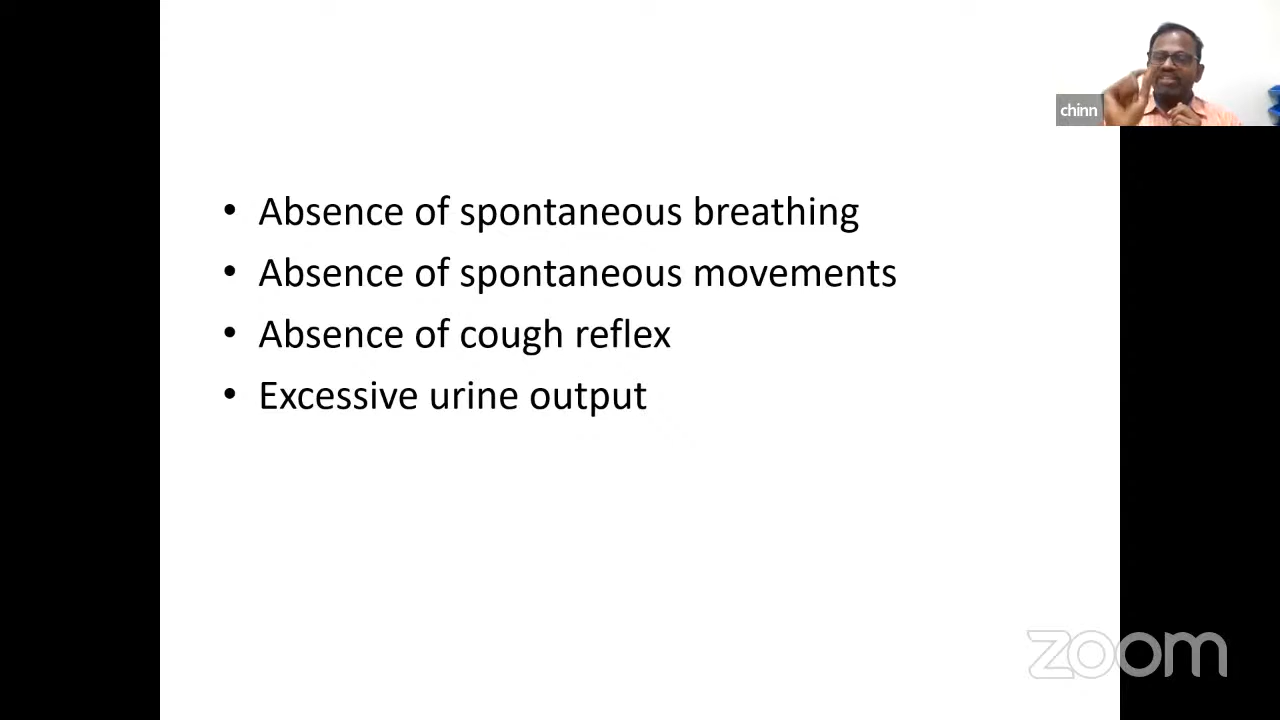 chinn
• Absence of spontaneous breathing
• Absence of spontaneous movements
• Absence of cough reflex
• Excessive urine output
zoom